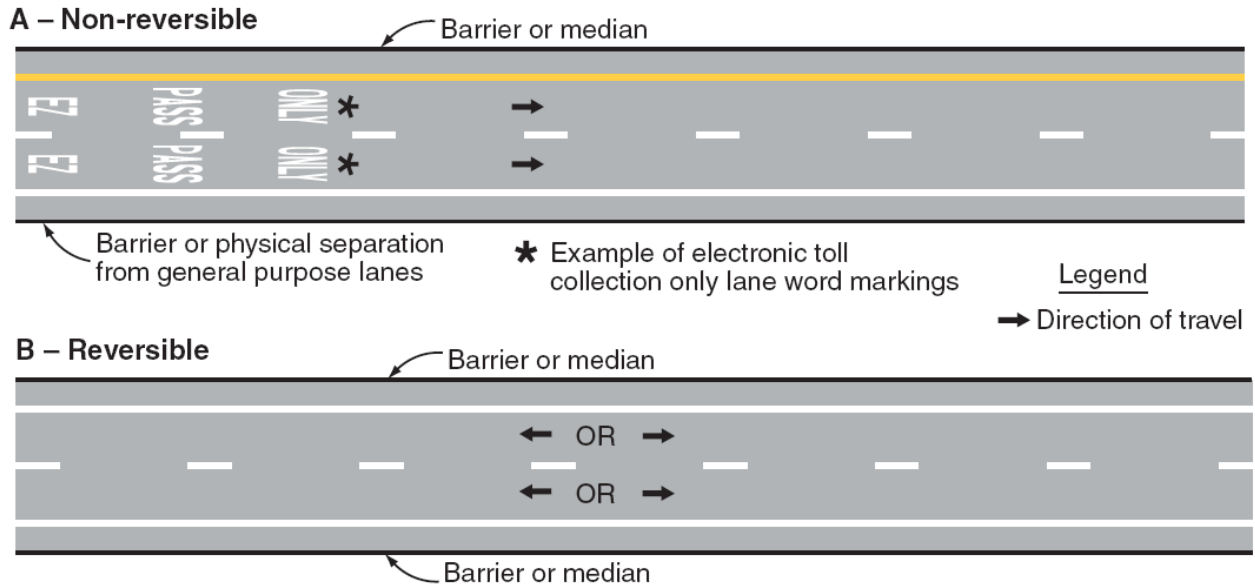 A – Non-reversible
Barrier or median
EZ PASS ONLY *
EZ PASS ONLY *
Barrier or physical separation
from general purpose lanes
* Example of electronic toll
collection only lane word markings
Legend
Direction of travel
B – Reversible
Barrier or median
OR
OR
Barrier or median